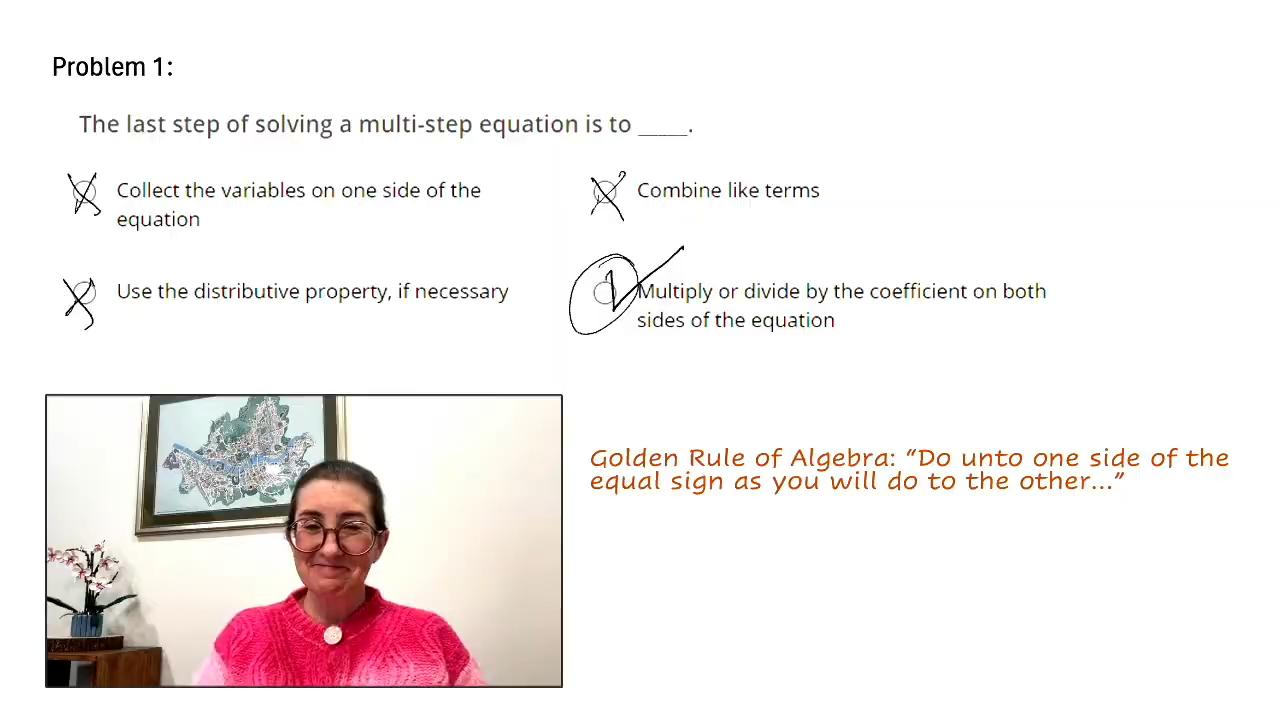 Problem 1:
The last step of solving a multi-step equation is to _____.
Collect the variables on one side of the
equation
Combine like terms
Use the distributive property, if necessary
Multiply or divide by the coefficient on both
sides of the equation
Golden Rule of Algebra: “Do unto one side of the
equal sign as you will do to the other...”